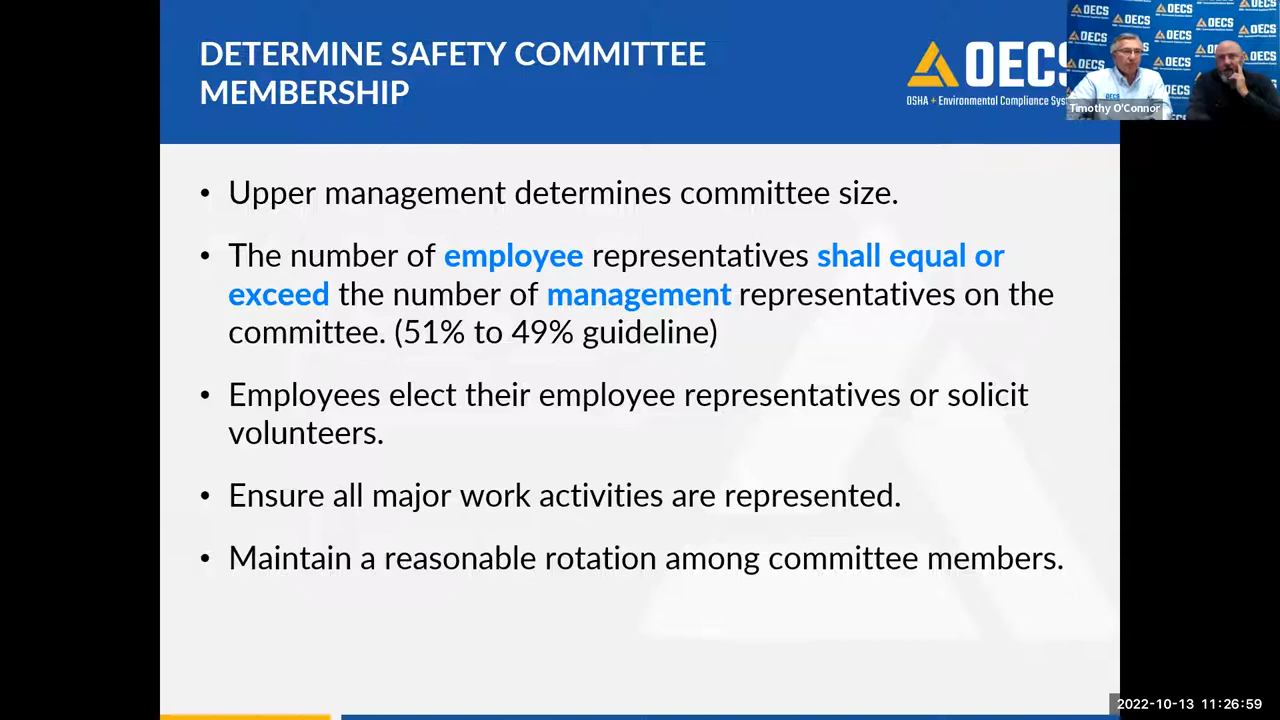 DETERMINE SAFETY COMMITTEE
MEMBERSHIP
OECS
OSHA + Environmental Compliance Sys
Timothy O'Connor
• Upper management determines committee size.
• The number of employee representatives shall equal or
exceed the number of management representatives on the
committee. (51% to 49% guideline)
• Employees elect their employee representatives or solicit
volunteers.
• Ensure all major work activities are represented.
• Maintain a reasonable rotation among committee members.
2022-10-13 11:26:59